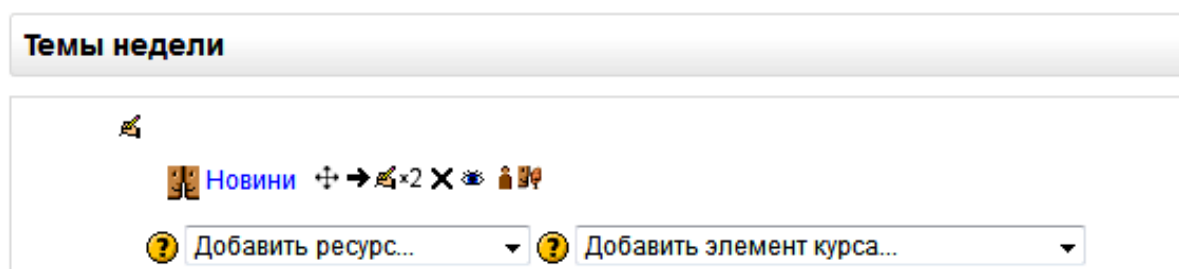 Темы недели
Новини ×2
? Добавить ресурс... ? Добавить элемент курса...